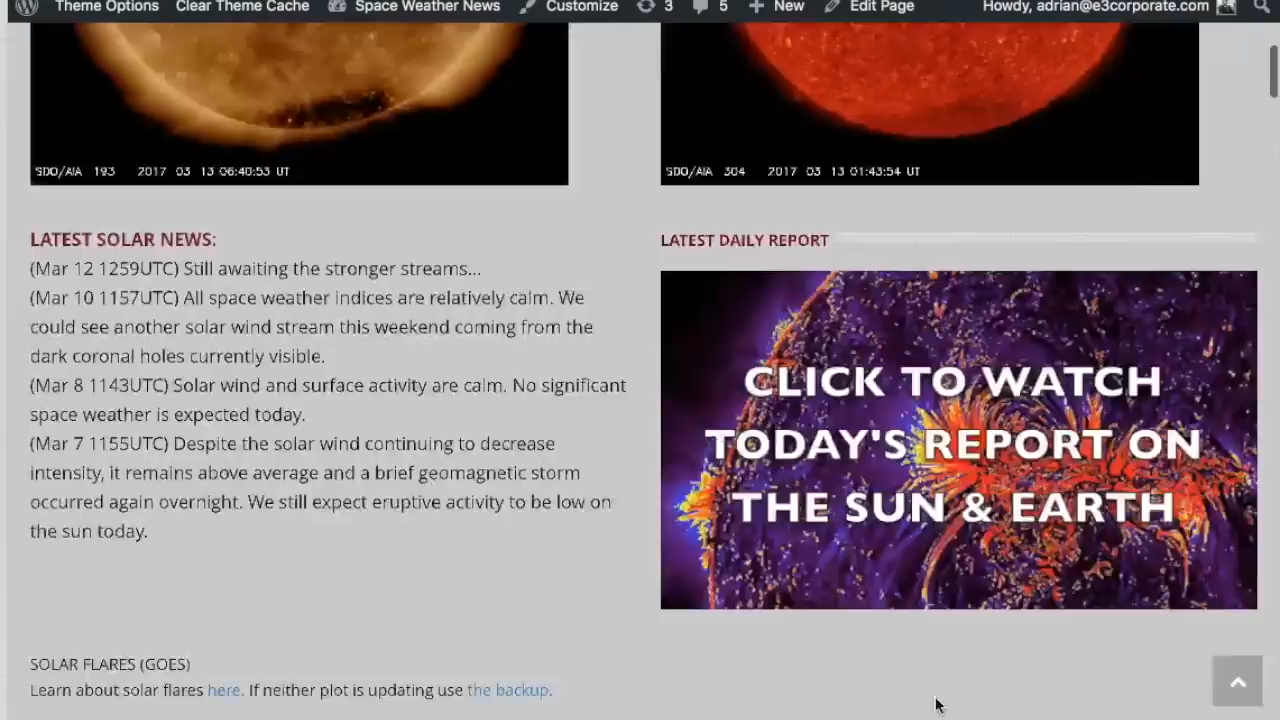 Theme Options Clear Theme Cache Space Weather News Customize 3 5 New Edit Page Howdy, adrian@e3corporate.com
SDO/AIA 193 2017 03 13 06:40:53 UT
SDO/AIA 304 2017 03 13 01:43:54 UT
LATEST SOLAR NEWS:
(Mar 12 1259UTC) Still awaiting the stronger streams...
(Mar 10 1157UTC) All space weather indices are relatively calm. We
could see another solar wind stream this weekend coming from the
dark coronal holes currently visible.
(Mar 8 1143UTC) Solar wind and surface activity are calm. No significant
space weather is expected today.
(Mar 7 1155UTC) Despite the solar wind continuing to decrease
intensity, it remains above average and a brief geomagnetic storm
occurred again overnight. We still expect eruptive activity to be low on
the sun today.
LATEST DAILY REPORT
CLICK TO WATCH
TODAY'S REPORT ON
THE SUN & EARTH
SOLAR FLARES (GOES)
Learn about solar flares here. If neither plot is updating use the backup.